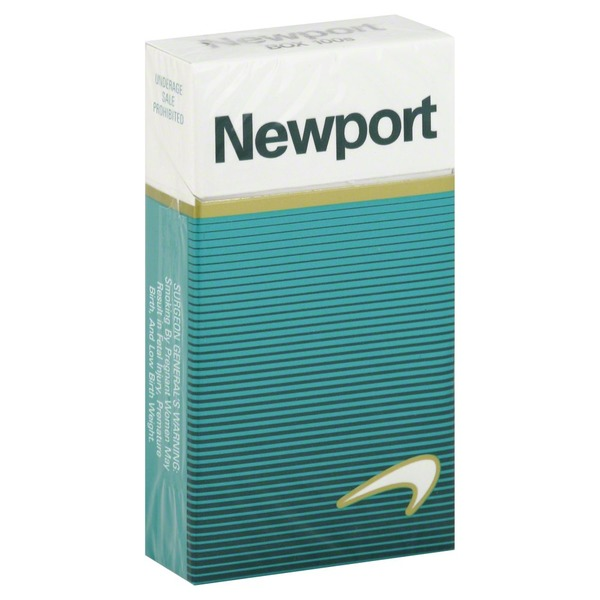 Newport
BOX 100s
UNDERAGE
SALE
PROHIBITED
Newport
SURGEON GENERAL'S WARNING:
Smoking By Pregnant Women May
Result in Fetal Injury, Premature
Birth, And Low Birth Weight.